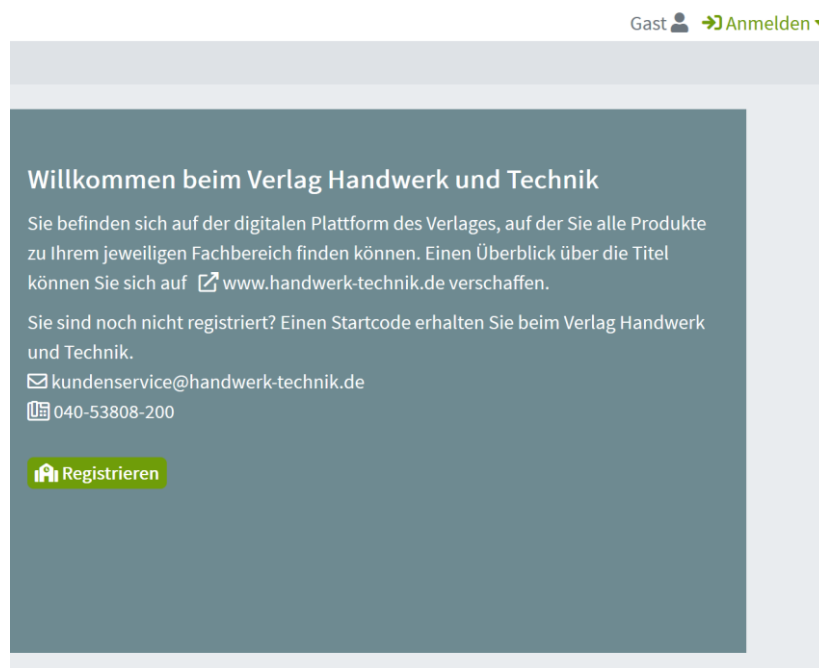 Gast Anmelden
Willkommen beim Verlag Handwerk und Technik
Sie befinden sich auf der digitalen Plattform des Verlages, auf der Sie alle Produkte
zu Ihrem jeweiligen Fachbereich finden können. Einen Überblick über die Titel
können Sie sich auf www.handwerk-technik.de verschaffen.
Sie sind noch nicht registriert? Einen Startcode erhalten Sie beim Verlag Handwerk
und Technik.
kundenservice@handwerk-technik.de
040-53808-200
Registrieren